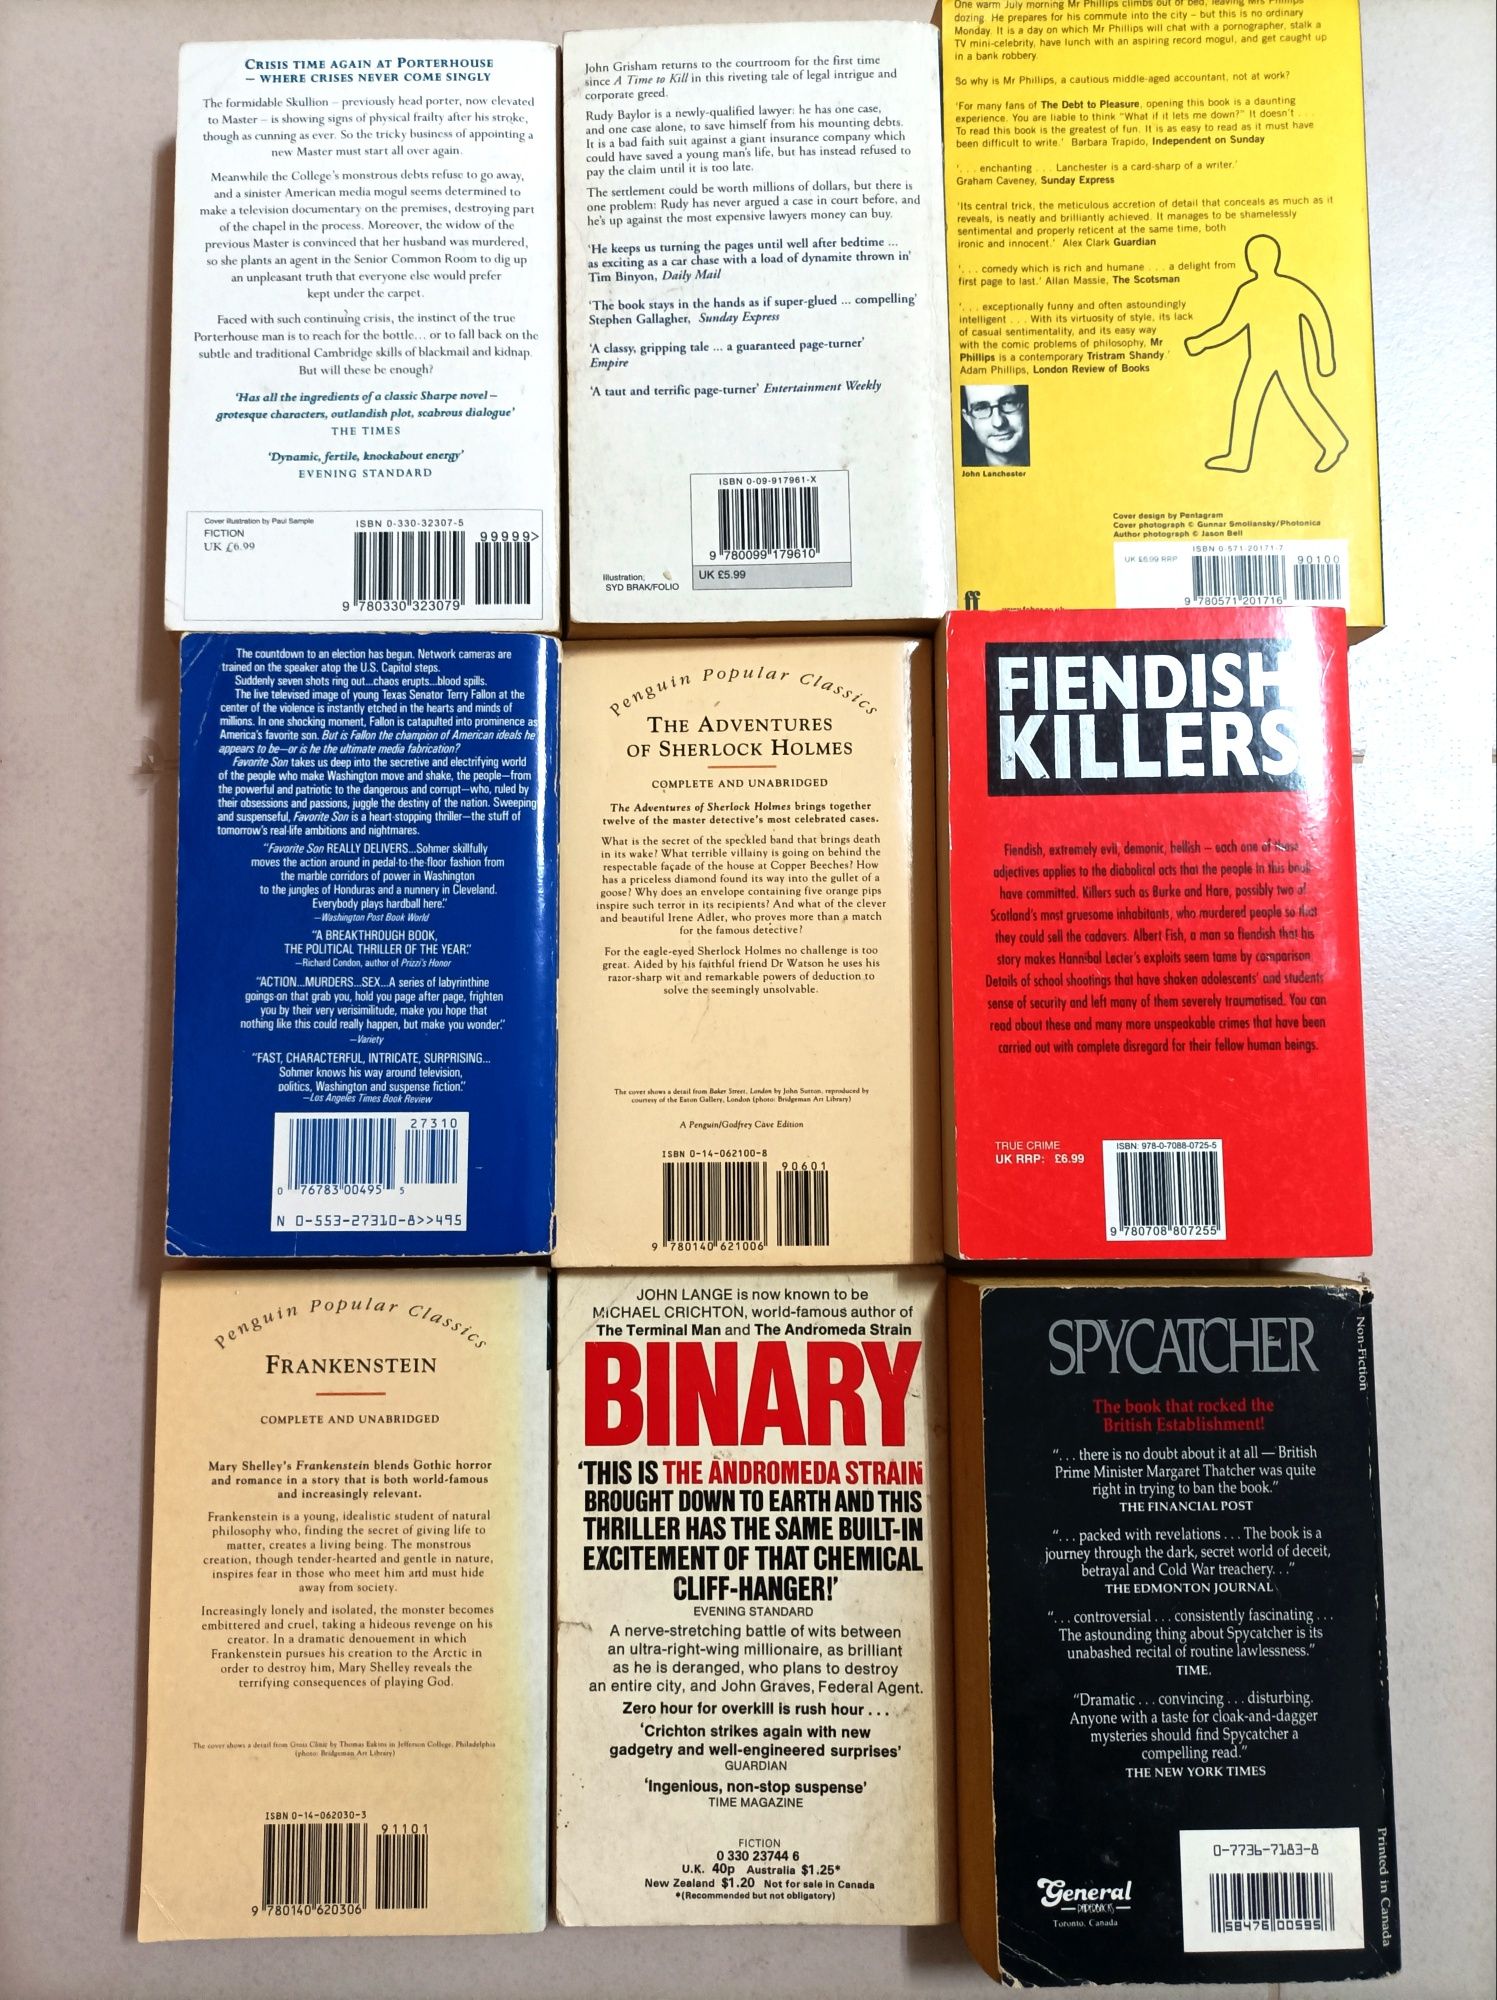 CRISIS TIME AGAIN AT PORTERHOUSE
– WHERE CRISES NEVER COME SINGLY
The formidable Skullion – previously head porter, now elevated
to Master – is showing signs of physical frailty after his stroke,
though as cunning as ever. So the tricky business of appointing a
new Master must start all over again.
Meanwhile the College's monstrous debts refuse to go away,
and a sinister American media mogul seems determined to
make a television documentary on the premises, destroying part
of the chapel in the process. Moreover, the widow of the
previous Master is convinced that her husband was murdered,
so she plants an agent in the Senior Common Room to dig up
an unpleasant truth that everyone else would prefer
kept under the carpet.
Faced with such continuing crisis, the instinct of the true
Porterhouse man is to reach for the bottle... or to fall back on the
subtle and traditional Cambridge skills of blackmail and kidnap.
But will these be enough?
'Has all the ingredients of a classic Sharpe novel –
grotesque characters, outlandish plot, scabrous dialogue'
THE TIMES
'Dynamic, fertile, knockabout energy'
EVENING STANDARD
Cover illustration by Paul Sample
FICTION
UK £6.99
ISBN 0-330-32307-5
99999>
9 780330 323079
John Grisham returns to the courtroom for the first time
since A Time to Kill in this riveting tale of legal intrigue and
corporate greed.
Rudy Baylor is a newly-qualified lawyer: he has one case,
and one case alone, to save himself from his mounting debts.
It is a bad faith suit against a giant insurance company which
could have saved a young man's life, but has instead refused to
pay the claim until it is too late.
The settlement could be worth millions of dollars, but there is
one problem: Rudy has never argued a case in court before, and
he's up against the most expensive lawyers money can buy.
'He keeps us turning the pages until well after bedtime ...
as exciting as a car chase with a load of dynamite thrown in'
Tim Binyon, Daily Mail
'The book stays in the hands as if super-glued ... compelling'
Stephen Gallagher, Sunday Express
'A classy, gripping tale ... a guaranteed page-turner'
Empire
'A taut and terrific page-turner' Entertainment Weekly
ISBN 0-09-917961-X
9 780099 179610
UK £5.99
Illustration,
SYD BRAK/FOLIO
One warm July morning Mr Phillips climbs out of bed, leaving Mrs Phillips
dozing. He prepares for his commute into the city – but this is no ordinary
Monday. It is a day on which Mr Phillips will chat with a pornographer, stalk a
TV mini-celebrity, have lunch with an aspiring record mogul, and get caught up
in a bank robbery.
So why is Mr Phillips, a cautious middle-aged accountant, not at work?
'For many fans of The Debt to Pleasure, opening this book is a daunting
experience. You are liable to think "What if it lets me down?" It doesn't . . .
To read this book is the greatest of fun. It is as easy to read as it must have
been difficult to write.' Barbara Trapido, Independent on Sunday
'. . . enchanting . . . Lanchester is a card-sharp of a writer.'
Graham Caveney, Sunday Express
'Its central trick, the meticulous accretion of detail that conceals as much as it
reveals, is neatly and brilliantly achieved. It manages to be shamelessly
sentimental and properly reticent at the same time, both
ironic and innocent.' Alex Clark Guardian
'. . . comedy which is rich and humane . . . a delight from
first page to last.' Allan Massie, The Scotsman
'. . . exceptionally funny and often astoundingly
intelligent . . . With its virtuosity of style, its lack
of casual sentimentality, and its easy way
with the comic problems of philosophy, Mr
Phillips is a contemporary Tristram Shandy.'
Adam Phillips, London Review of Books
John Lanchester
Cover design by Pentagram
Cover photograph © Gunnar Smoliansky/Photonica
Author photograph © Jason Bell
UK £6.99 RRP
ISBN 0-571-20171-7
90100
9 780571 201716
ff
The countdown to an election has begun. Network cameras are
trained on the speaker atop the U.S. Capitol steps.
Suddenly seven shots ring out...chaos erupts...blood spills.
The live televised image of young Texas Senator Terry Fallon at the
center of the violence is instantly etched in the hearts and minds of
millions. In one shocking moment, Fallon is catapulted into prominence as
America's favorite son. But is Fallon the champion of American ideals he
appears to be—or is he the ultimate media fabrication?
Favorite Son takes us deep into the secretive and electrifying world
of the people who make Washington move and shake, the people—from
the powerful and patriotic to the dangerous and corrupt—who, ruled by
their obsessions and passions, juggle the destiny of the nation. Sweeping
and suspenseful, Favorite Son is a heart-stopping thriller—the stuff of
tomorrow's real-life ambitions and nightmares.
"Favorite Son REALLY DELIVERS...Sohmer skillfully
moves the action around in pedal-to-the-floor fashion from
the marble corridors of power in Washington
to the jungles of Honduras and a nunnery in Cleveland.
Everybody plays hardball here."
—Washington Post Book World
"A BREAKTHROUGH BOOK,
THE POLITICAL THRILLER OF THE YEAR."
—Richard Condon, author of Prizzi's Honor
"ACTION...MURDERS...SEX...A series of labyrinthine
goings-on that grab you, hold you page after page, frighten
you by their very verisimilitude, make you hope that
nothing like this could really happen, but make you wonder."
—Variety
"FAST, CHARACTERFUL, INTRICATE, SURPRISING...
Sohmer knows his way around television,
politics, Washington and suspense fiction."
—Los Angeles Times Book Review
27310
0 76783 00495 5
N 0-553-27310-8>>495
Penguin Popular Classics
THE ADVENTURES
OF SHERLOCK HOLMES
COMPLETE AND UNABRIDGED
The Adventures of Sherlock Holmes brings together
twelve of the master detective's most celebrated cases.
What is the secret of the speckled band that brings death
in its wake? What terrible villainy is going on behind the
respectable façade of the house at Copper Beeches? How
has a priceless diamond found its way into the gullet of a
goose? Why does an envelope containing five orange pips
inspire such terror in its recipients? And what of the clever
and beautiful Irene Adler, who proves more than a match
for the famous detective?
For the eagle-eyed Sherlock Holmes no challenge is too
great. Aided by his faithful friend Dr Watson he uses his
razor-sharp wit and remarkable powers of deduction to
solve the seemingly unsolvable.
The cover shows a detail from Baker Street, London by John Sutton, reproduced by
courtesy of the Eaton Gallery, London (photo: Bridgeman Art Library)
A Penguin/Godfrey Cave Edition
ISBN 0-14-062100-8
90601
9 780140 621006
FIENDISH
KILLERS
Fiendish, extremely evil, demonic, hellish – each one of these
adjectives applies to the diabolical acts that the people in this book
have committed. Killers such as Burke and Hare, possibly two of
Scotland's most gruesome inhabitants, who murdered people so that
they could sell the cadavers. Albert Fish, a man so fiendish that his
story makes Hannibal Lecter's exploits seem tame by comparison.
Details of school shootings that have shaken adolescents' and students
sense of security and left many of them severely traumatised. You can
read about these and many more unspeakable crimes that have been
carried out with complete disregard for their fellow human beings.
TRUE CRIME
UK RRP: £6.99
ISBN: 978-0-7088-0725-5
9 780708 807255
Penguin Popular Classics
FRANKENSTEIN
COMPLETE AND UNABRIDGED
Mary Shelley's Frankenstein blends Gothic horror
and romance in a story that is both world-famous
and increasingly relevant.
Frankenstein is a young, idealistic student of natural
philosophy who, finding the secret of giving life to
matter, creates a living being. The monstrous
creation, though tender-hearted and gentle in nature,
inspires fear in those who meet him and must hide
away from society.
Increasingly lonely and isolated, the monster becomes
embittered and cruel, taking a hideous revenge on his
creator. In a dramatic denouement in which
Frankenstein pursues his creation to the Arctic in
order to destroy him, Mary Shelley reveals the
terrifying consequences of playing God.
The cover shows a detail from Gross Clinic by Thomas Eakins in Jefferson College, Philadelphia
(photo: Bridgeman Art Library)
ISBN 0-14-062030-3
91101
9 780140 620306
JOHN LANGE is now known to be
MICHAEL CRICHTON, world-famous author of
The Terminal Man and The Andromeda Strain
BINARY
'THIS IS THE ANDROMEDA STRAIN
BROUGHT DOWN TO EARTH AND THIS
THRILLER HAS THE SAME BUILT-IN
EXCITEMENT OF THAT CHEMICAL
CLIFF-HANGER!'
EVENING STANDARD
A nerve-stretching battle of wits between
an ultra-right-wing millionaire, as brilliant
as he is deranged, who plans to destroy
an entire city, and John Graves, Federal Agent.
Zero hour for overkill is rush hour . . .
'Crichton strikes again with new
gadgetry and well-engineered surprises'
GUARDIAN
'Ingenious, non-stop suspense'
TIME MAGAZINE
FICTION
0 330 23744 6
U.K. 40p Australia $1.25*
New Zealand $1.20 Not for sale in Canada
*(Recommended but not obligatory)
SPYCATCHER
Non-Fiction
The book that rocked the
British Establishment!
". . . there is no doubt about it at all — British
Prime Minister Margaret Thatcher was quite
right in trying to ban the book."
THE FINANCIAL POST
". . . packed with revelations . . . The book is a
journey through the dark, secret world of deceit,
betrayal and Cold War treachery. . ."
THE EDMONTON JOURNAL
". . . controversial . . . consistently fascinating . . .
The astounding thing about Spycatcher is its
unabashed recital of routine lawlessness."
TIME.
"Dramatic . . . convincing . . . disturbing.
Anyone with a taste for cloak-and-dagger
mysteries should find Spycatcher a
compelling read."
THE NEW YORK TIMES
General
PAPERBACKS
Toronto, Canada
0-7736-7183-8
58476 00595
Printed in Canada